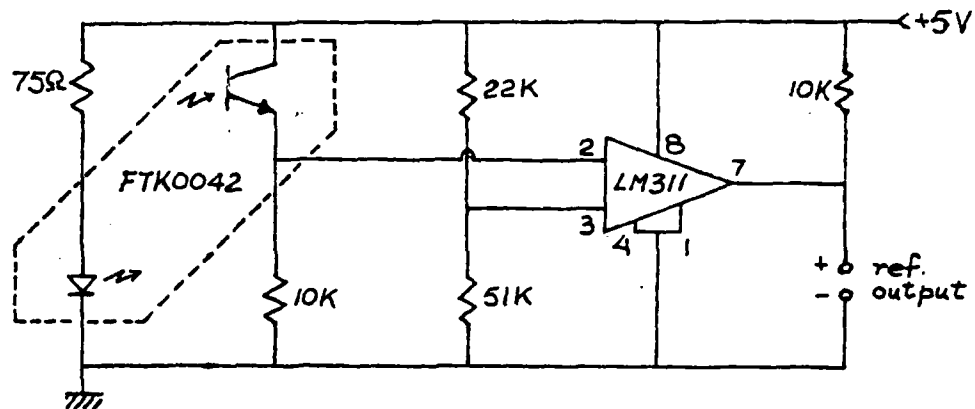 +5V
75Ω
22K
10K
2
8
7
FTK0042
LM311
3
4
1
+ ref.
- output
10K
51K